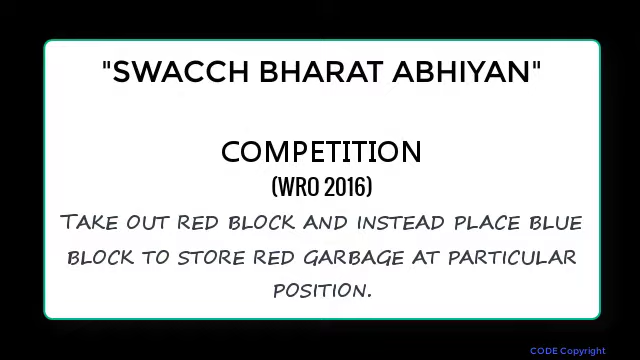 "SWACCH BHARAT ABHIYAN"
COMPETITION
(WRO 2016)
TAKE OUT RED BLOCK AND INSTEAD PLACE BLUE
BLOCK TO STORE RED GARBAGE AT PARTICULAR
POSITION.
CODE Copyright